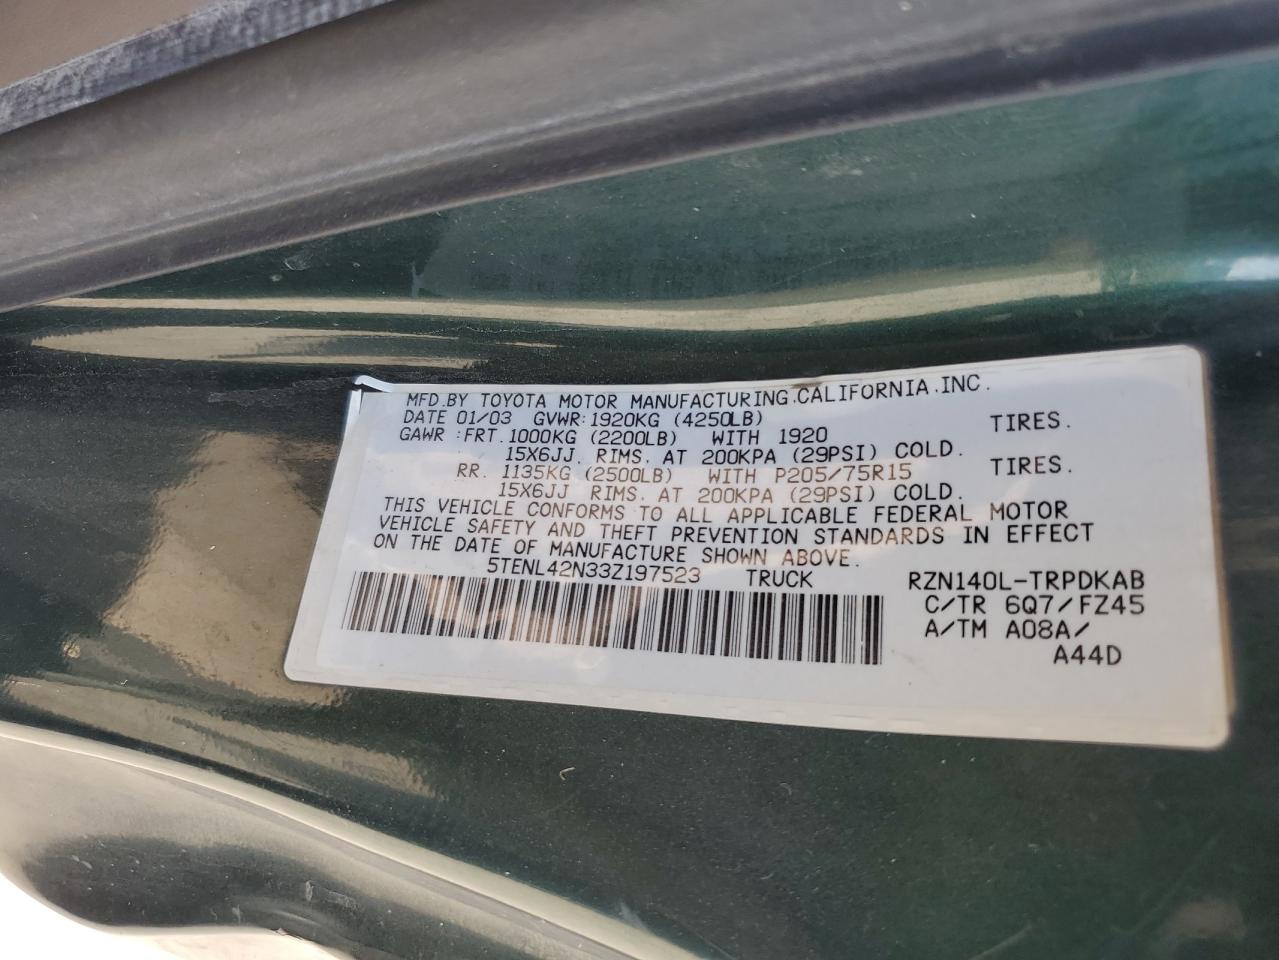 MFD.BY TOYOTA MOTOR MANUFACTURING.CALIFORNIA.INC.
DATE 01/03 GVWR:1920KG (4250LB)
GAWR :FRT.1000KG (2200LB) WITH 1920 TIRES.
15X6JJ. RIMS. AT 200KPA (29PSI) COLD.
RR. 1135KG (2500LB) WITH P205/75R15 TIRES.
15X6JJ RIMS. AT 200KPA (29PSI) COLD.
THIS VEHICLE CONFORMS TO ALL APPLICABLE FEDERAL MOTOR
VEHICLE SAFETY AND THEFT PREVENTION STANDARDS IN EFFECT
ON THE DATE OF MANUFACTURE SHOWN ABOVE.
5TENL42N33Z197523 TRUCK RZN140L-TRPDKAB
C/TR 6Q7/FZ45
A/TM A08A/
A44D